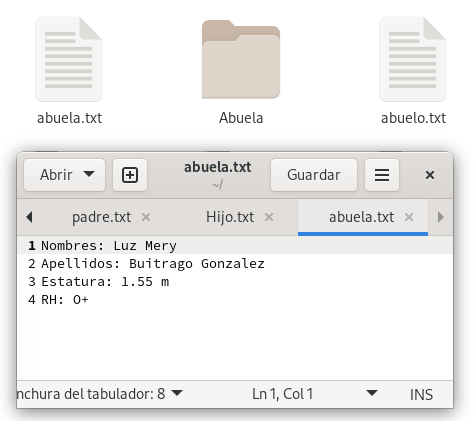 abuela.txt
Abuela
abuelo.txt
Abrir
abuela.txt
~/
Guardar
padre.txt
Hijo.txt
abuela.txt
1 Nombres: Luz Mery
2 Apellidos: Buitrago Gonzalez
3 Estatura: 1.55 m
4 RH: O+
nchura del tabulador: 8
Ln 1, Col 1
INS